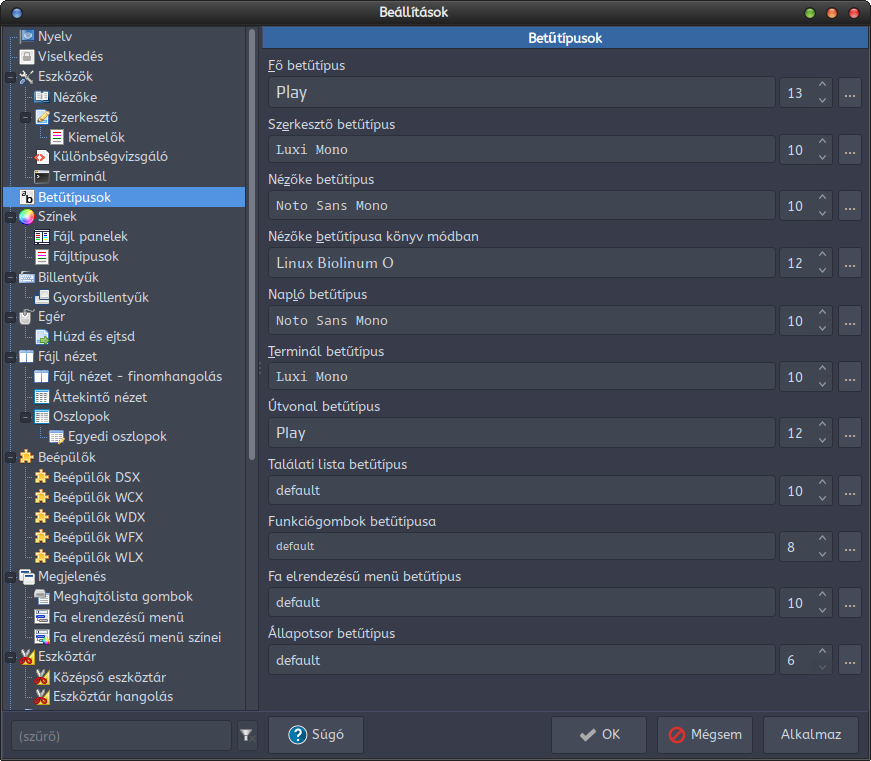 Beállítások
Nyelv
Viselkedés
Eszközök
Nézőke
Szerkesztő
Kiemelők
Különbségvizsgáló
Terminál
Betűtípusok
Színek
Fájl panelek
Fájltípusok
Billentyűk
Gyorsbillentyűk
Egér
Húzd és ejtsd
Fájl nézet
Fájl nézet - finomhangolás
Áttekintő nézet
Oszlopok
Egyedi oszlopok
Beépülők
Beépülők DSX
Beépülők WCX
Beépülők WDX
Beépülők WFX
Beépülők WLX
Megjelenés
Meghajtólista gombok
Fa elrendezésű menü
Fa elrendezésű menü színei
Eszköztár
Középső eszköztár
Eszköztár hangolás
(szűrő)
Betűtípusok
Fő betűtípus
Play 13 ...
Szerkesztő betűtípus
Luxi Mono 10 ...
Nézőke betűtípus
Noto Sans Mono 10 ...
Nézőke betűtípusa könyv módban
Linux Biolinum O 12 ...
Napló betűtípus
Noto Sans Mono 10 ...
Terminál betűtípus
Luxi Mono 10 ...
Útvonal betűtípus
Play 12 ...
Találati lista betűtípus
default 10 ...
Funkciógombok betűtípusa
default 8 ...
Fa elrendezésű menü betűtípus
default 10 ...
Állapotsor betűtípus
default 6 ...
Súgó OK Mégsem Alkalmaz